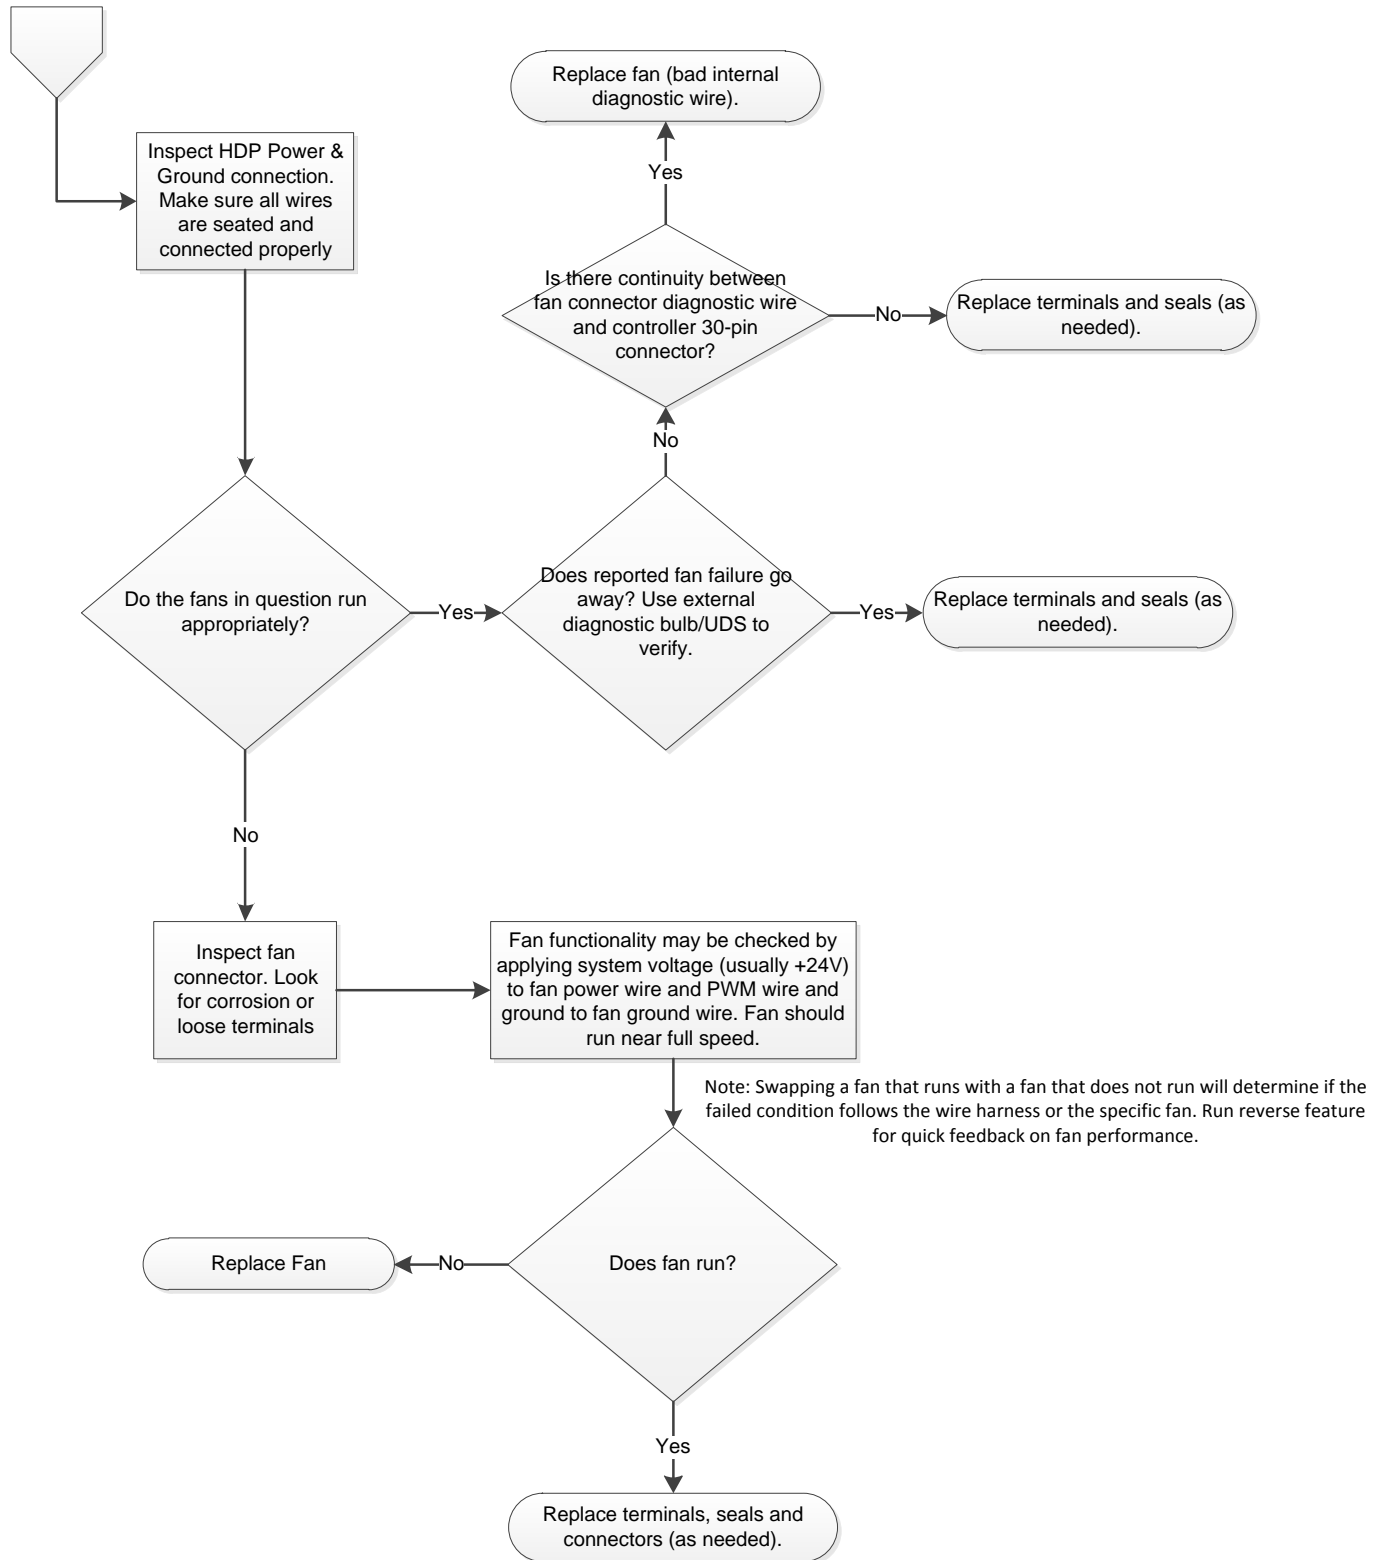 Replace fan (bad internal
diagnostic wire).
Inspect HDP Power &
Ground connection.
Make sure all wires
are seated and
connected properly
Yes
Is there continuity between
fan connector diagnostic wire
and controller 30-pin
connector?
No
Replace terminals and seals (as
needed).
No
Do the fans in question run
appropriately?
Yes
Does reported fan failure go
away? Use external
diagnostic bulb/UDS to
verify.
Yes
Replace terminals and seals (as
needed).
No
Inspect fan
connector. Look
for corrosion or
loose terminals
Fan functionality may be checked by
applying system voltage (usually +24V)
to fan power wire and PWM wire and
ground to fan ground wire. Fan should
run near full speed.
Note: Swapping a fan that runs with a fan that does not run will determine if the
failed condition follows the wire harness or the specific fan. Run reverse feature
for quick feedback on fan performance.
Replace Fan
No
Does fan run?
Yes
Replace terminals, seals and
connectors (as needed).